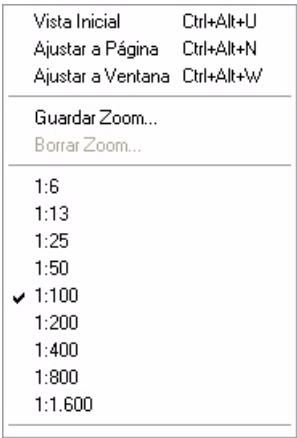 Vista Inicial Ctrl+Alt+U
Ajustar a Página Ctrl+Alt+N
Ajustar a Ventana Ctrl+Alt+W
Guardar Zoom...
Borrar Zoom...
1:6
1:13
1:25
1:50
1:100
1:200
1:400
1:800
1:1.600